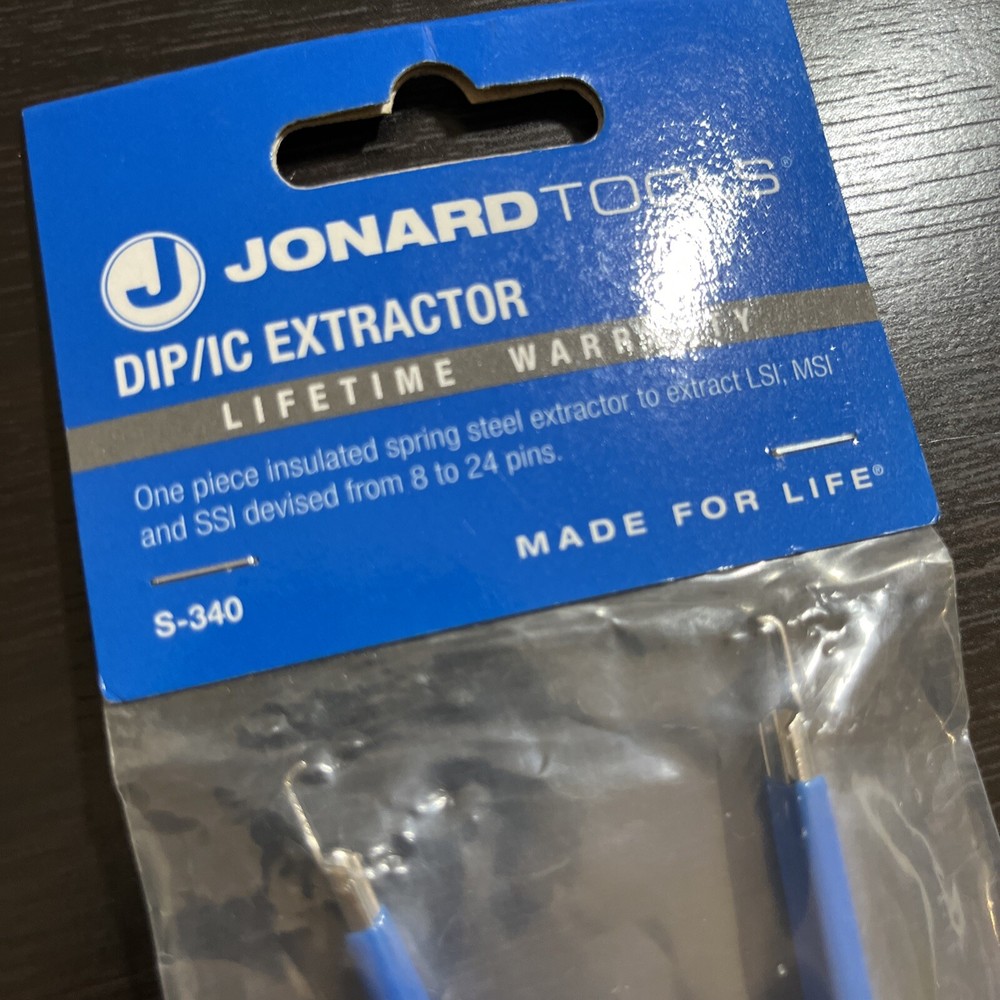 J JONARD TOOLS®
DIP/IC EXTRACTOR
LIFETIME WARRANTY
One piece insulated spring steel extractor to extract LSI, MSI
and SSI devised from 8 to 24 pins.
MADE FOR LIFE®
S-340